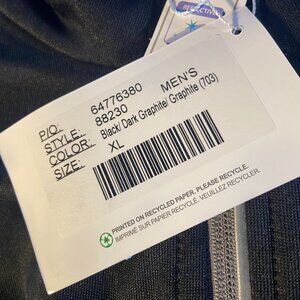 REFLECTIVE
P/O: 64776380 MEN'S
STYLE: 88230
COLOR: Black/ Dark Graphite/ Graphite (703)
SIZE: XL
PRINTED ON RECYCLED PAPER. PLEASE RECYCLE.
IMPRIMÉ SUR PAPIER RECYCLÉ. VEUILLEZ RECYCLER.